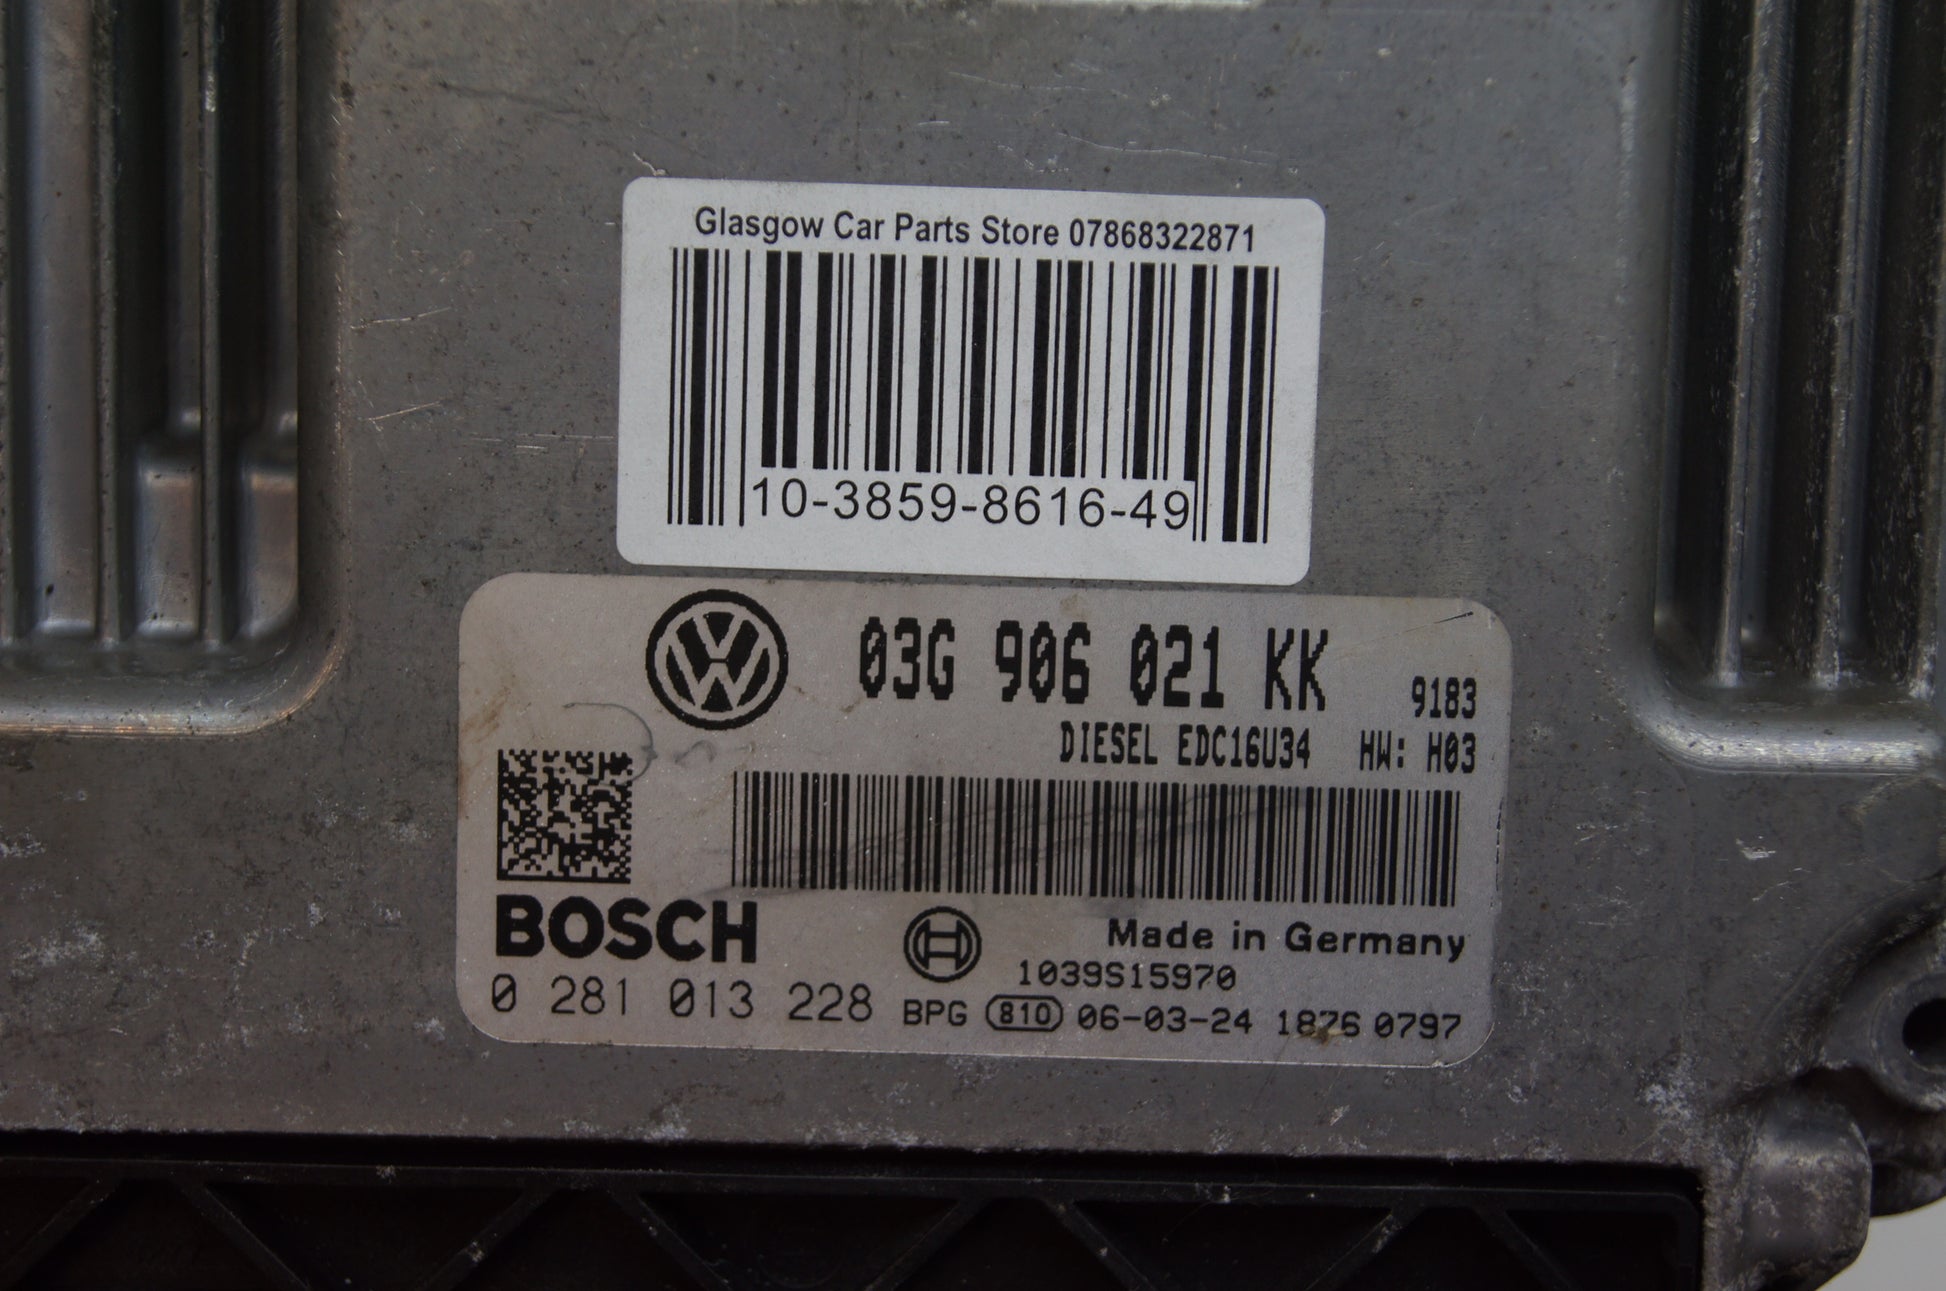 Glasgow Car Parts Store 07868322871
10-3859-8616-49
03G 906 021 KK 9183
DIESEL EDC16U34 HW: H03
BOSCH
Made in Germany
1039S15970
0 281 013 228 BPG 810 06-03-24 1876 0797